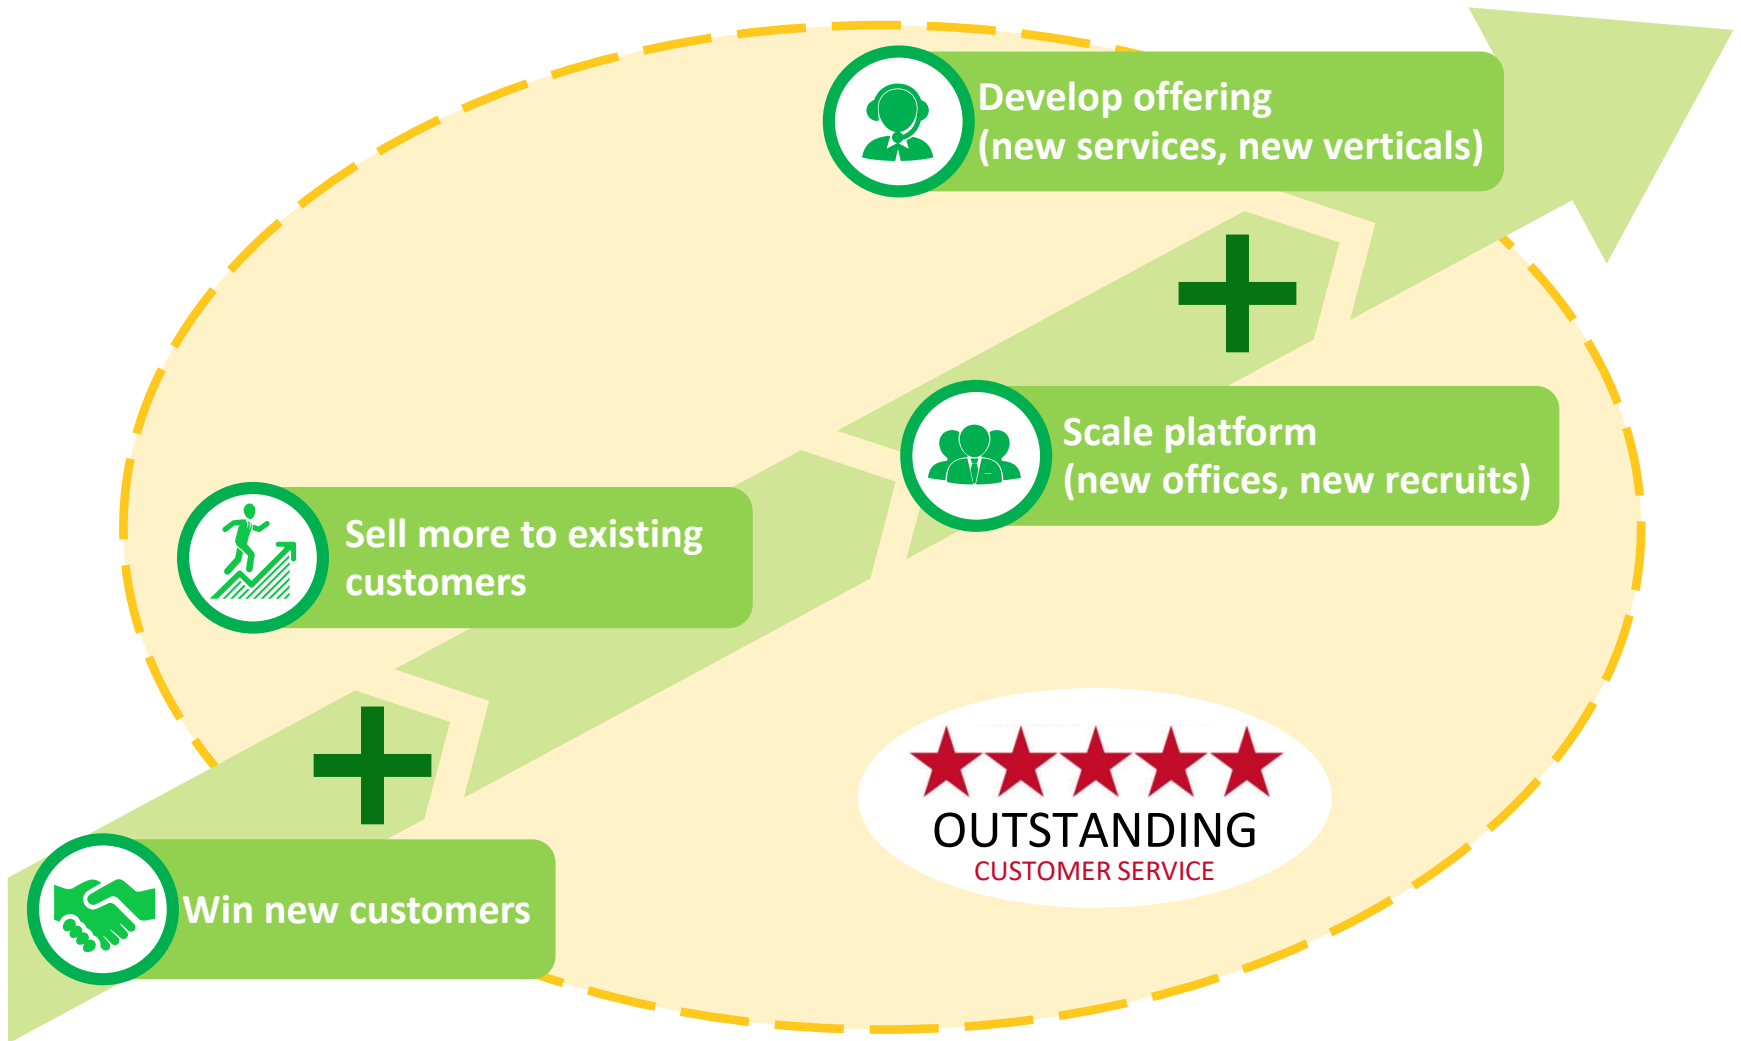 Develop offering
(new services, new verticals)
Scale platform
(new offices, new recruits)
Sell more to existing
customers
OUTSTANDING
CUSTOMER SERVICE
Win new customers